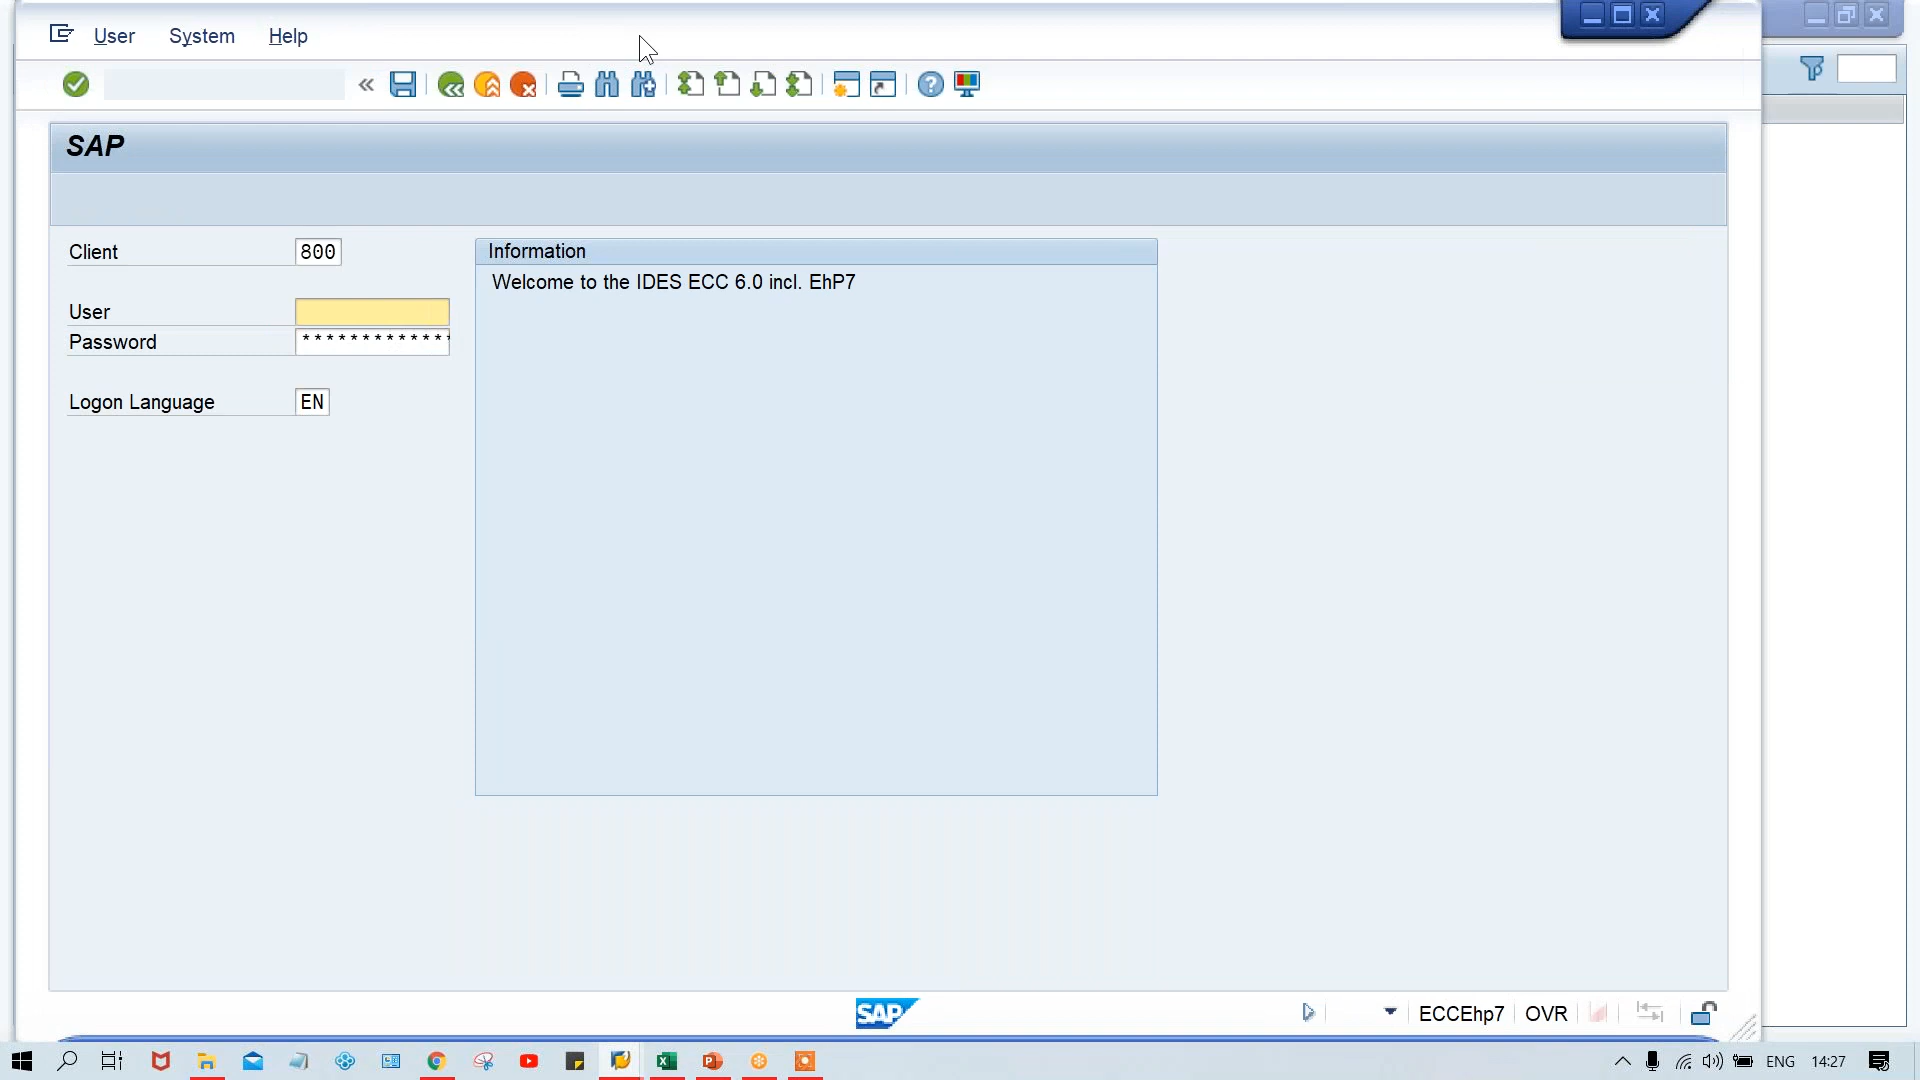 User System Help
SAP
Client 800
Information
Welcome to the IDES ECC 6.0 incl. EhP7
User
Password *************
Logon Language EN
SAP
ECCEhp7 OVR
ENG 14:27